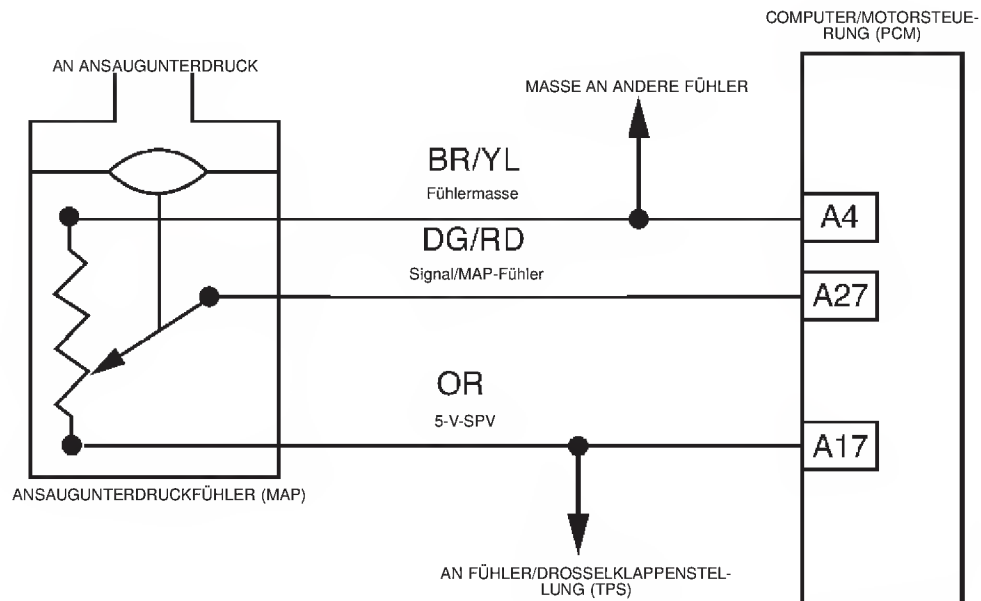 COMPUTER/MOTORSTEUE-
RUNG (PCM)
AN ANSAUGUNTERDRUCK
MASSE AN ANDERE FÜHLER
BR/YL
Fühlermasse
A4
DG/RD
Signal/MAP-Fühler
A27
OR
5-V-SPV
A17
ANSAUGUNTERDRUCKFÜHLER (MAP)
AN FÜHLER/DROSSELKLAPPENSTEL-
LUNG (TPS)